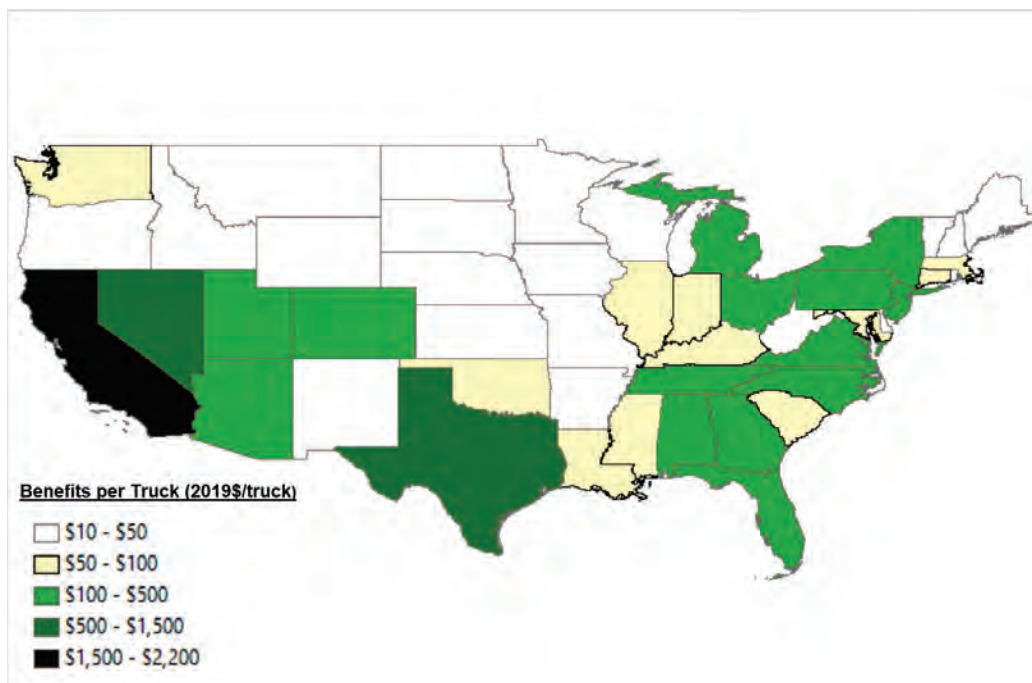 Benefits per Truck (2019$/truck)
$10 - $50
$50 - $100
$100 - $500
$500 - $1,500
$1,500 - $2,200